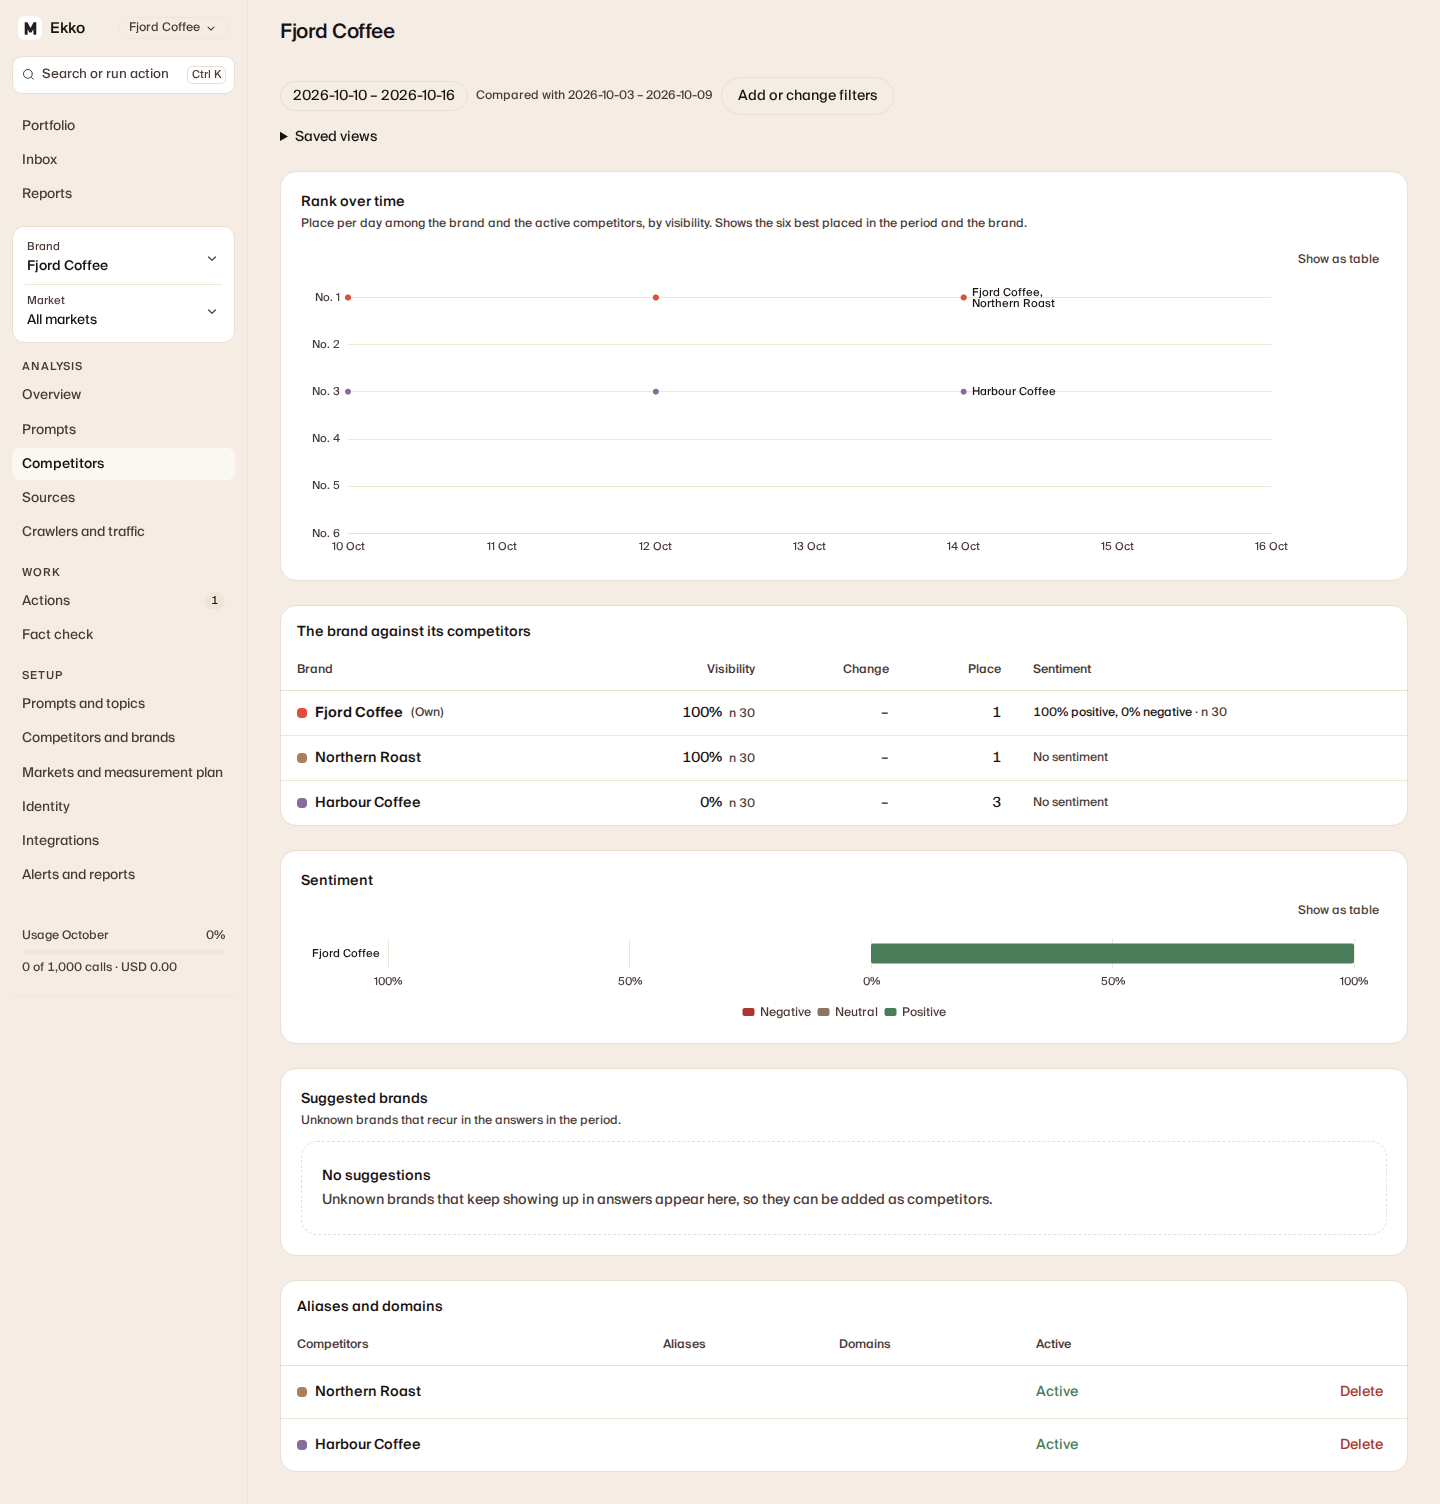 Ekko
Fjord Coffee
Search or run action Ctrl K
Portfolio
Inbox
Reports
Brand
Fjord Coffee
Market
All markets
ANALYSIS
Overview
Prompts
Competitors
Sources
Crawlers and traffic
WORK
Actions 1
Fact check
SETUP
Prompts and topics
Competitors and brands
Markets and measurement plan
Identity
Integrations
Alerts and reports
Usage October 0%
0 of 1,000 calls · USD 0.00
Fjord Coffee
2026-10-10 – 2026-10-16 Compared with 2026-10-03 – 2026-10-09 Add or change filters
Saved views
Rank over time
Place per day among the brand and the active competitors, by visibility. Shows the six best placed in the period and the brand.
Show as table
No. 1
Fjord Coffee,
Northern Roast
No. 2
No. 3 Harbour Coffee
No. 4
No. 5
No. 6
10 Oct 11 Oct 12 Oct 13 Oct 14 Oct 15 Oct 16 Oct
The brand against its competitors
Brand Visibility Change Place Sentiment
Fjord Coffee (Own) 100% n 30 – 1 100% positive, 0% negative · n 30
Northern Roast 100% n 30 – 1 No sentiment
Harbour Coffee 0% n 30 – 3 No sentiment
Sentiment
Show as table
Fjord Coffee
100% 50% 0% 50% 100%
Negative Neutral Positive
Suggested brands
Unknown brands that recur in the answers in the period.
No suggestions
Unknown brands that keep showing up in answers appear here, so they can be added as competitors.
Aliases and domains
Competitors Aliases Domains Active
Northern Roast Active Delete
Harbour Coffee Active Delete